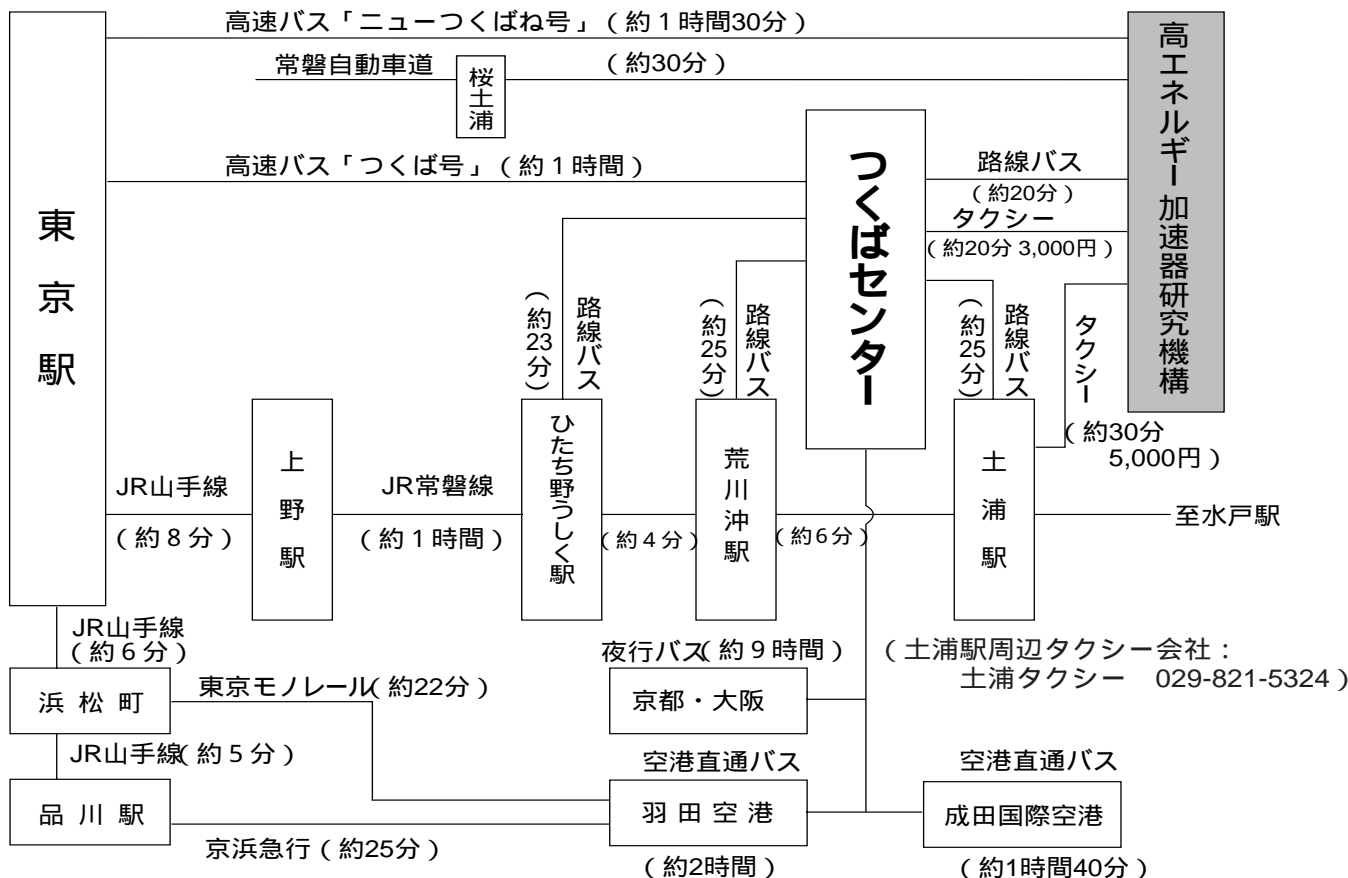 高速バス「ニューつくばね号」(約1時間30分)
常磐自動車道
桜土浦
(約30分)
高エネルギー加速器研究機構
高速バス「つくば号」(約1時間)
つくばセンター
路線バス
(約20分)
タクシー
(約20分 3,000円)
東京駅
(約23分)
路線バス
(約25分)
路線バス
(約25分)
路線バス
タクシー
(約30分
5,000円)
JR山手線
(約8分)
上野駅
JR常磐線
(約1時間)
ひたち野うしく駅
(約4分)
荒川沖駅
(約6分)
土浦駅
至水戸駅
JR山手線
(約6分)
浜松町
東京モノレール(約22分)
夜行バス(約9時間)
京都・大阪
(土浦駅周辺タクシー会社:
土浦タクシー 029-821-5324)
JR山手線(約5分)
品川駅
京浜急行(約25分)
空港直通バス
羽田空港
(約2時間)
空港直通バス
成田国際空港
(約1時間40分)